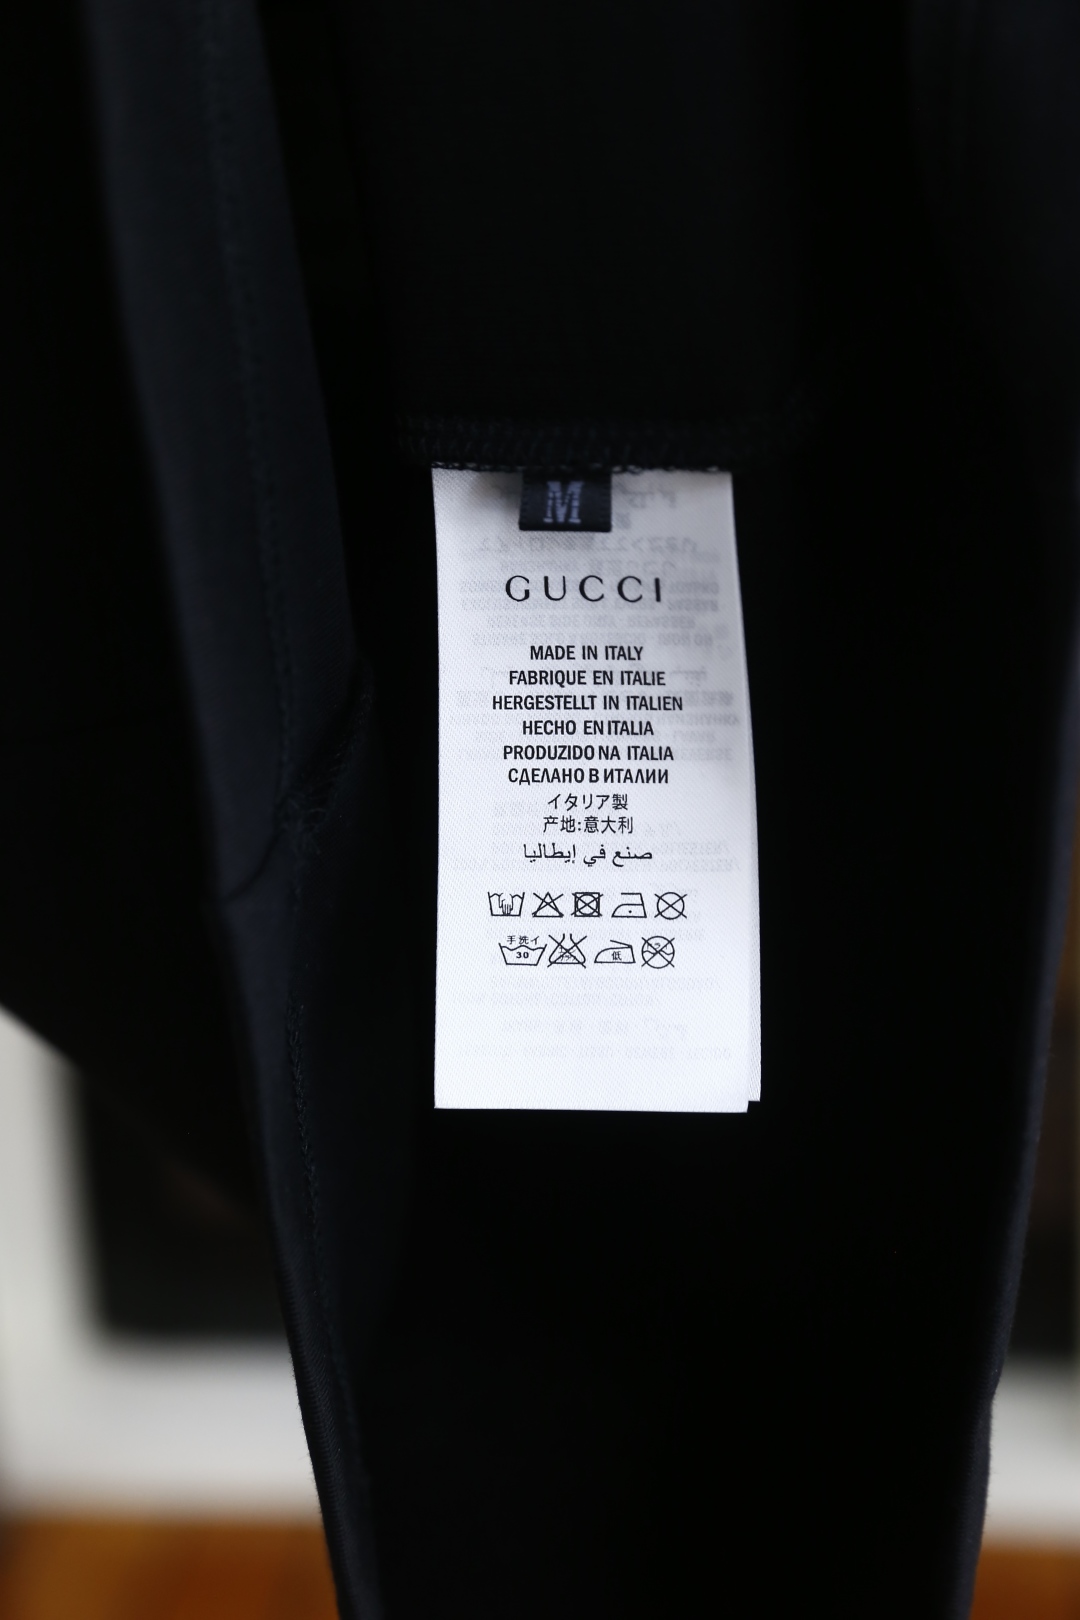 M
GUCCI
MADE IN ITALY
FABRIQUE EN ITALIE
HERGESTELLT IN ITALIEN
HECHO EN ITALIA
PRODUZIDO NA ITALIA
СДЕЛАНО В ИТАЛИИ
イタリア製
产地:意大利
صنع في إيطاليا
手洗イ
30 低